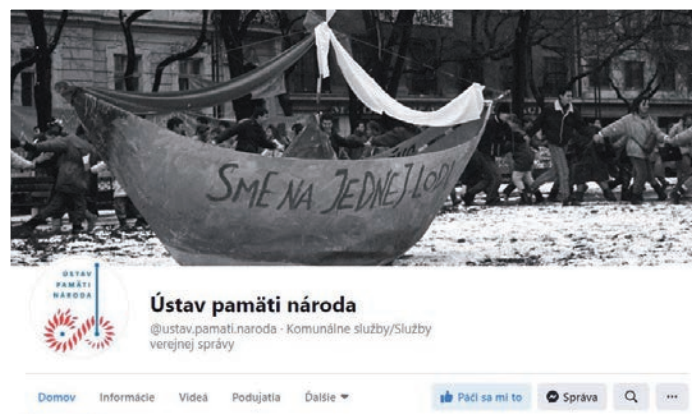 SME NA JEDNEJ LODI
ÚSTAV
PAMÄTI
NÁRODA
Ústav pamäti národa
@ustav.pamati.naroda · Komunálne služby/Služby
verejnej správy
Domov Informácie Videá Podujatia Ďalšie Páči sa mi to Správa